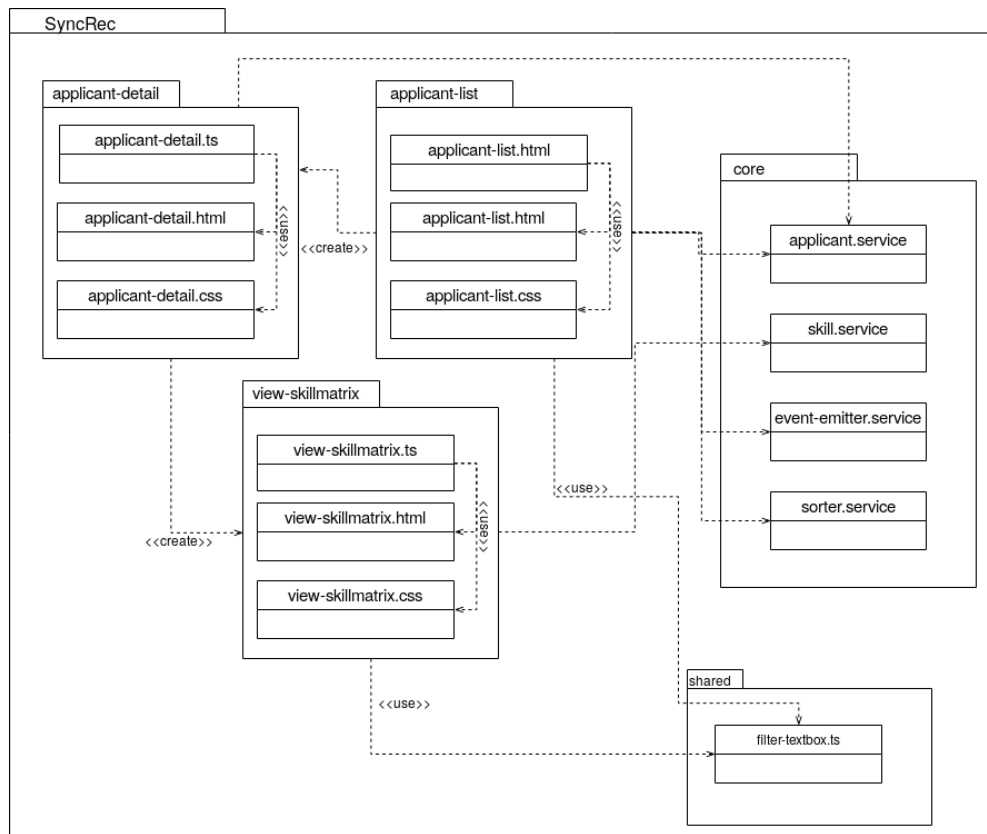 SyncRec
applicant-detail
applicant-detail.ts
applicant-detail.html
applicant-detail.css
<<use>>
applicant-list
applicant-list.html
applicant-list.html
applicant-list.css
<<use>>
<<create>>
core
applicant.service
skill.service
event-emitter.service
sorter.service
view-skillmatrix
view-skillmatrix.ts
view-skillmatrix.html
view-skillmatrix.css
<<use>>
<<create>>
<<use>>
<<use>>
shared
filter-textbox.ts